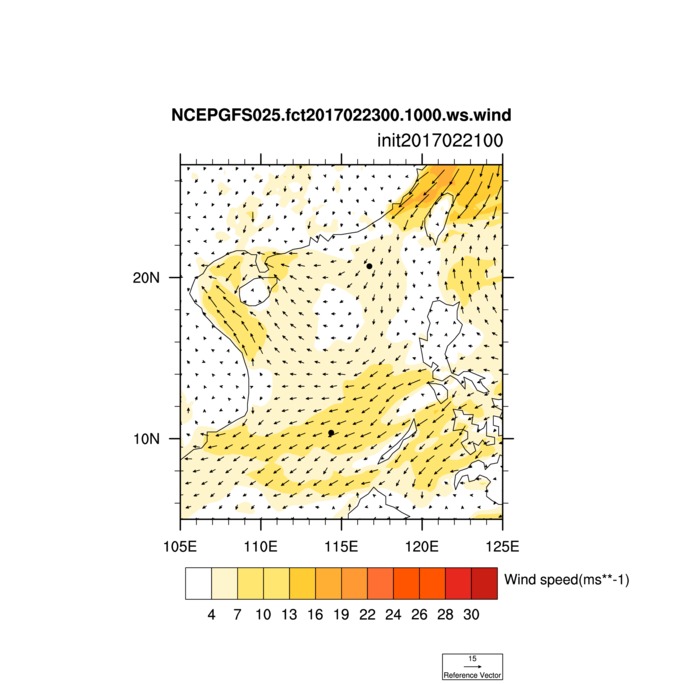 NCEPGFS025.fct2017022300.1000.ws.wind
init2017022100
20N
10N
105E 110E 115E 120E 125E
Wind speed(ms**-1)
4 7 10 13 16 19 22 24 26 28 30
15
Reference Vector